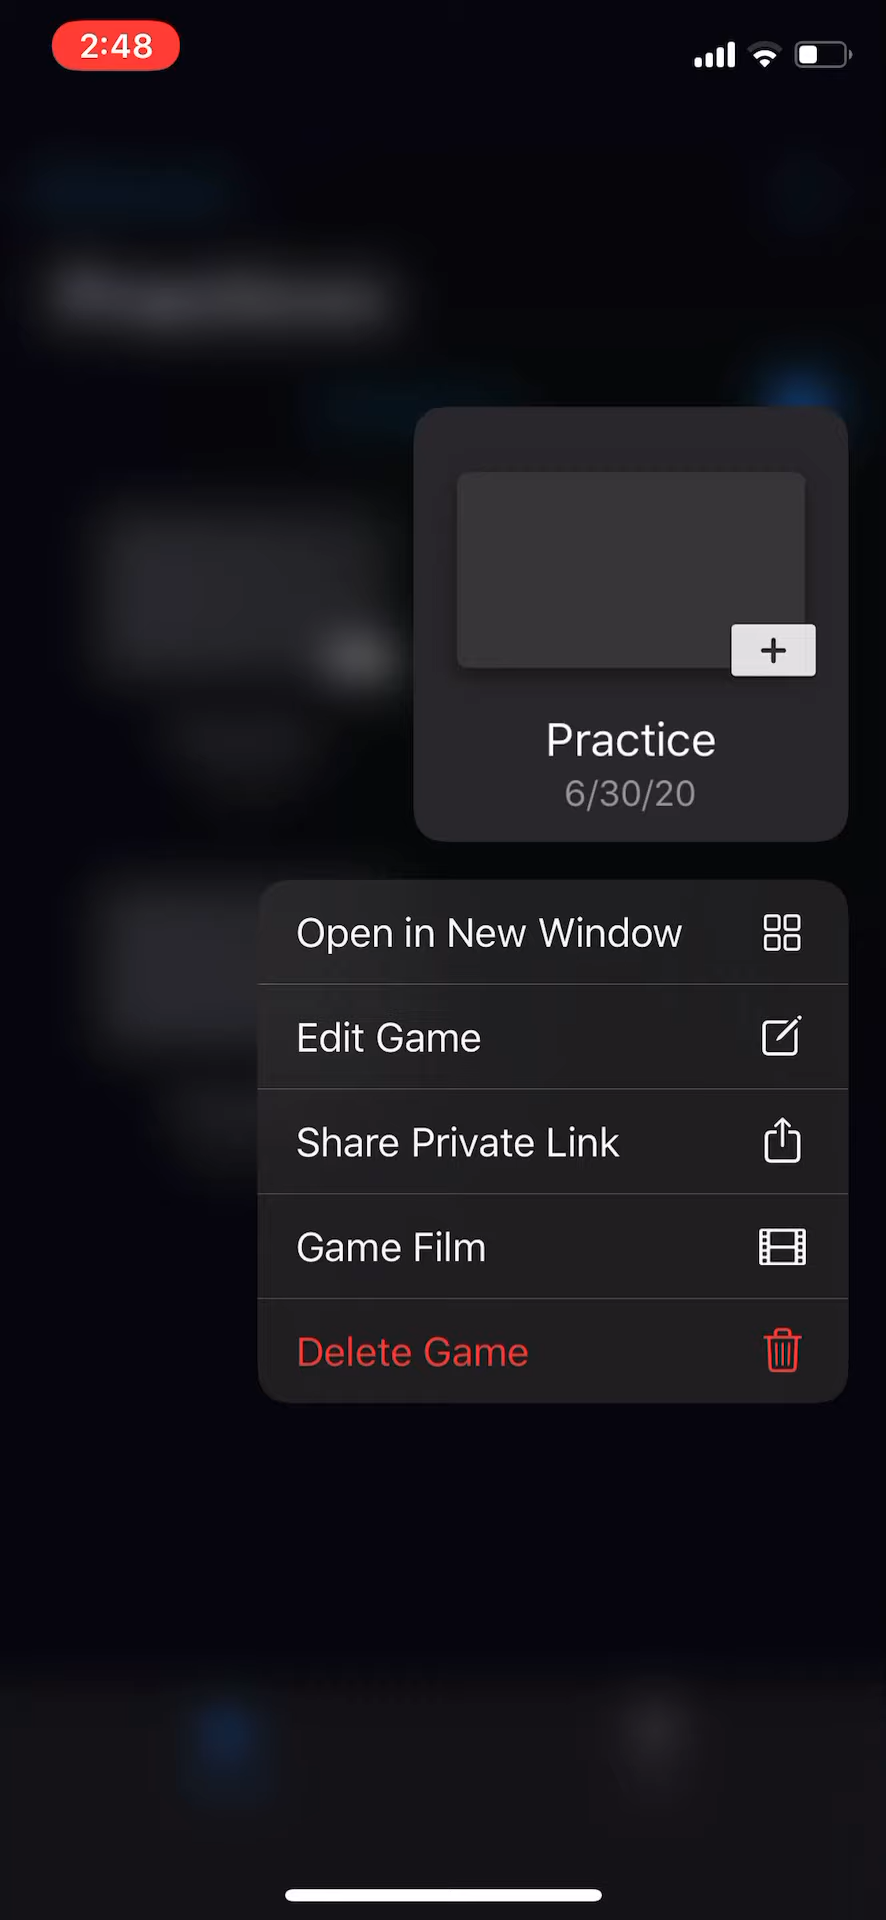 2:48
Practice
6/30/20
Open in New Window
Edit Game
Share Private Link
Game Film
Delete Game